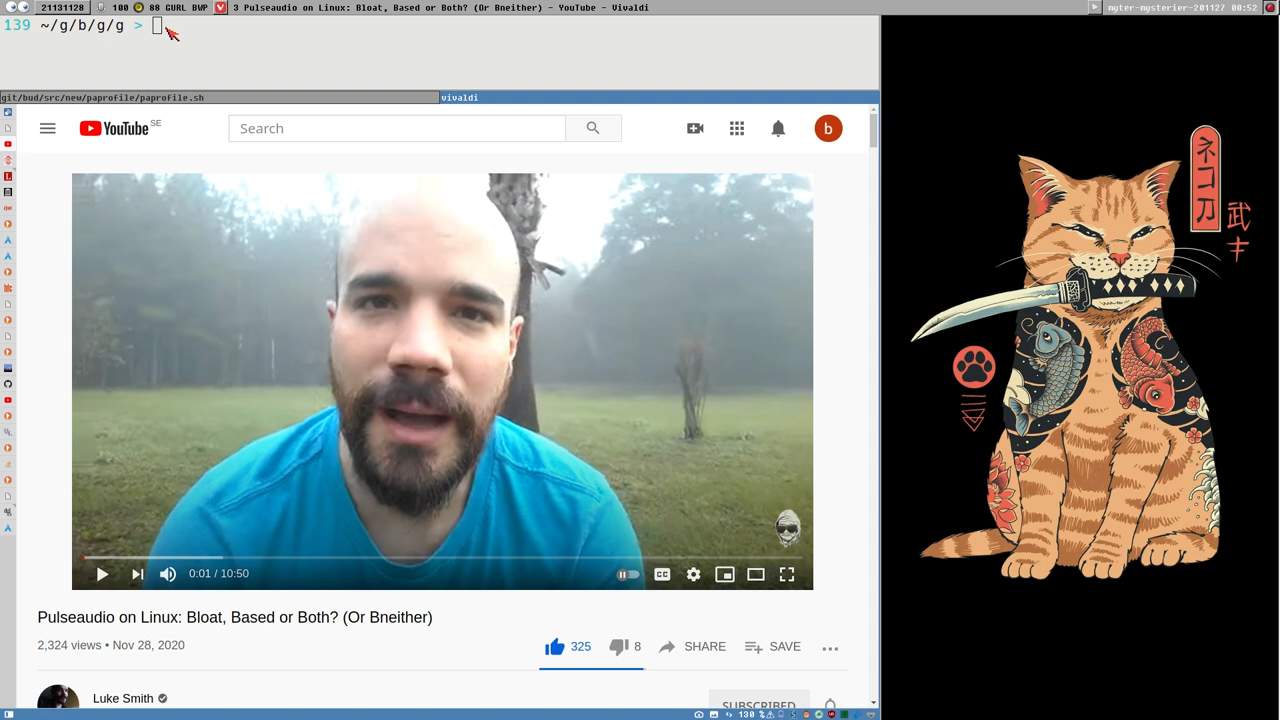 21131128 100 88 GURL BWP 3 Pulseaudio on Linux: Bloat, Based or Both? (Or Bneither) - YouTube - Vivaldi
myter-mysterier-201127 00:52
139 ~/g/b/g/g >
git/bud/src/new/paprofile/paprofile.sh
vivaldi
YouTube SE
Search
b
ネコ刀
武士
0:01 / 10:50
CC
Pulseaudio on Linux: Bloat, Based or Both? (Or Bneither)
2,324 views • Nov 28, 2020
325
8
SHARE
SAVE
Luke Smith
SUBSCRIBED
130 %